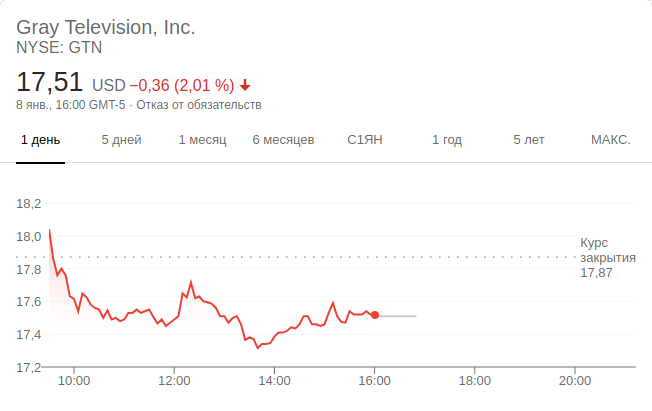 Gray Television, Inc.
NYSE: GTN
17,51 USD −0,36 (2,01 %)
8 янв., 16:00 GMT-5 · Отказ от обязательств
1 день 5 дней 1 месяц 6 месяцев С1ЯН 1 год 5 лет МАКС.
18,2
18,0
Курс
закрытия
17,87
17,8
17,6
17,4
17,2
10:00 12:00 14:00 16:00 18:00 20:00